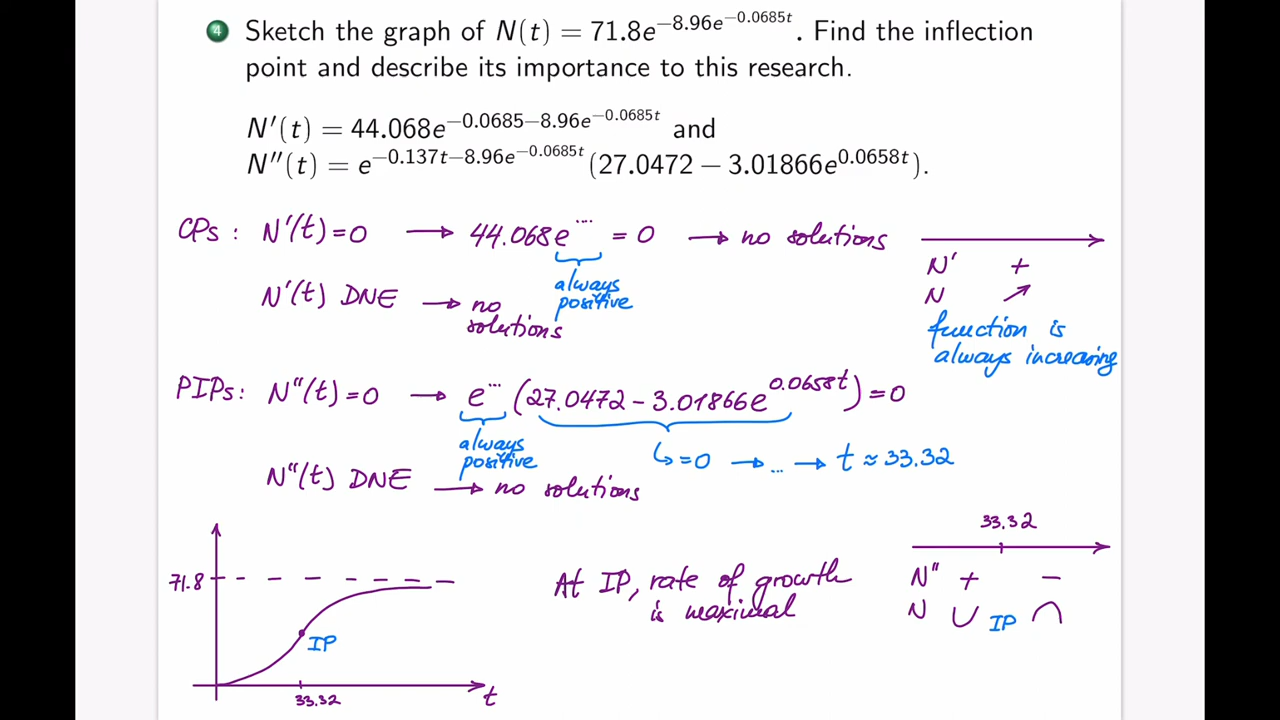 4 Sketch the graph of N(t) = 71.8e^{−8.96e^{−0.0685t}}. Find the inflection
point and describe its importance to this research.
N′(t) = 44.068e^{−0.0685−8.96e^{−0.0685t}} and
N″(t) = e^{−0.137t−8.96e^{−0.0685t}}(27.0472 − 3.01866e^{0.0658t}).
CPs: N'(t)=0 → 44.068e^{....} = 0 → no solutions
always
positive
N'(t) DNE → no
solutions
N' +
N ↗
function is
always increasing
PIPs: N"(t)=0 → e^{...} (27.0472 − 3.01866e^{0.0658t}) = 0
always
positive
↳ =0 → ... → t ≈ 33.32
N"(t) DNE → no solutions
71.8
IP
33.32
t
At IP, rate of growth
is maximal
33.32
N" + −
N ∪ IP ∩